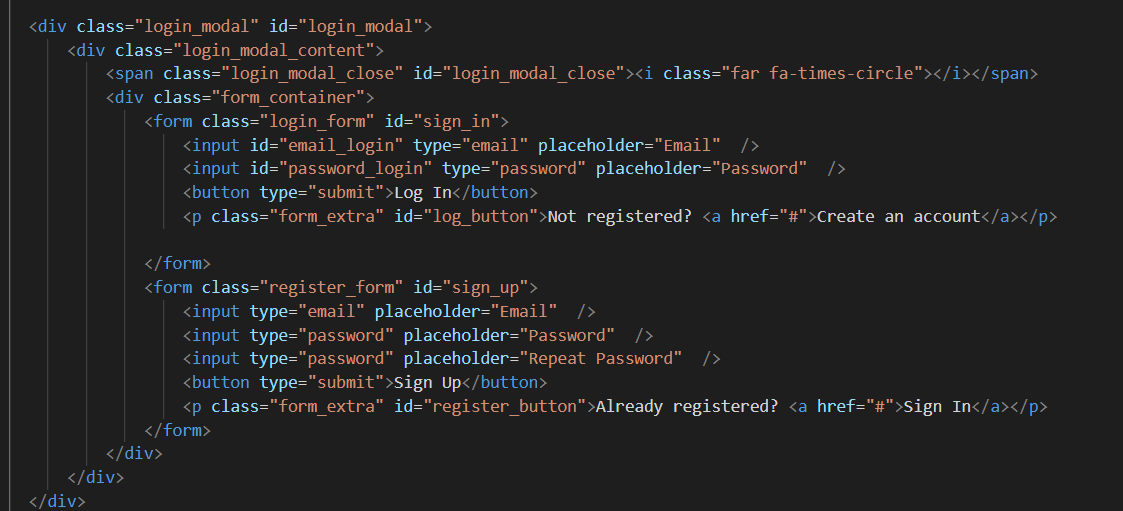 <div class="login_modal" id="login_modal">
<div class="login_modal_content">
<span class="login_modal_close" id="login_modal_close"><i class="far fa-times-circle"></i></span>
<div class="form_container">
<form class="login_form" id="sign_in">
<input id="email_login" type="email" placeholder="Email"  />
<input id="password_login" type="password" placeholder="Password"  />
<button type="submit">Log In</button>
<p class="form_extra" id="log_button">Not registered? <a href="#">Create an account</a></p>
</form>
<form class="register_form" id="sign_up">
<input type="email" placeholder="Email"  />
<input type="password" placeholder="Password"  />
<input type="password" placeholder="Repeat Password"  />
<button type="submit">Sign Up</button>
<p class="form_extra" id="register_button">Already registered? <a href="#">Sign In</a></p>
</form>
</div>
</div>
</div>